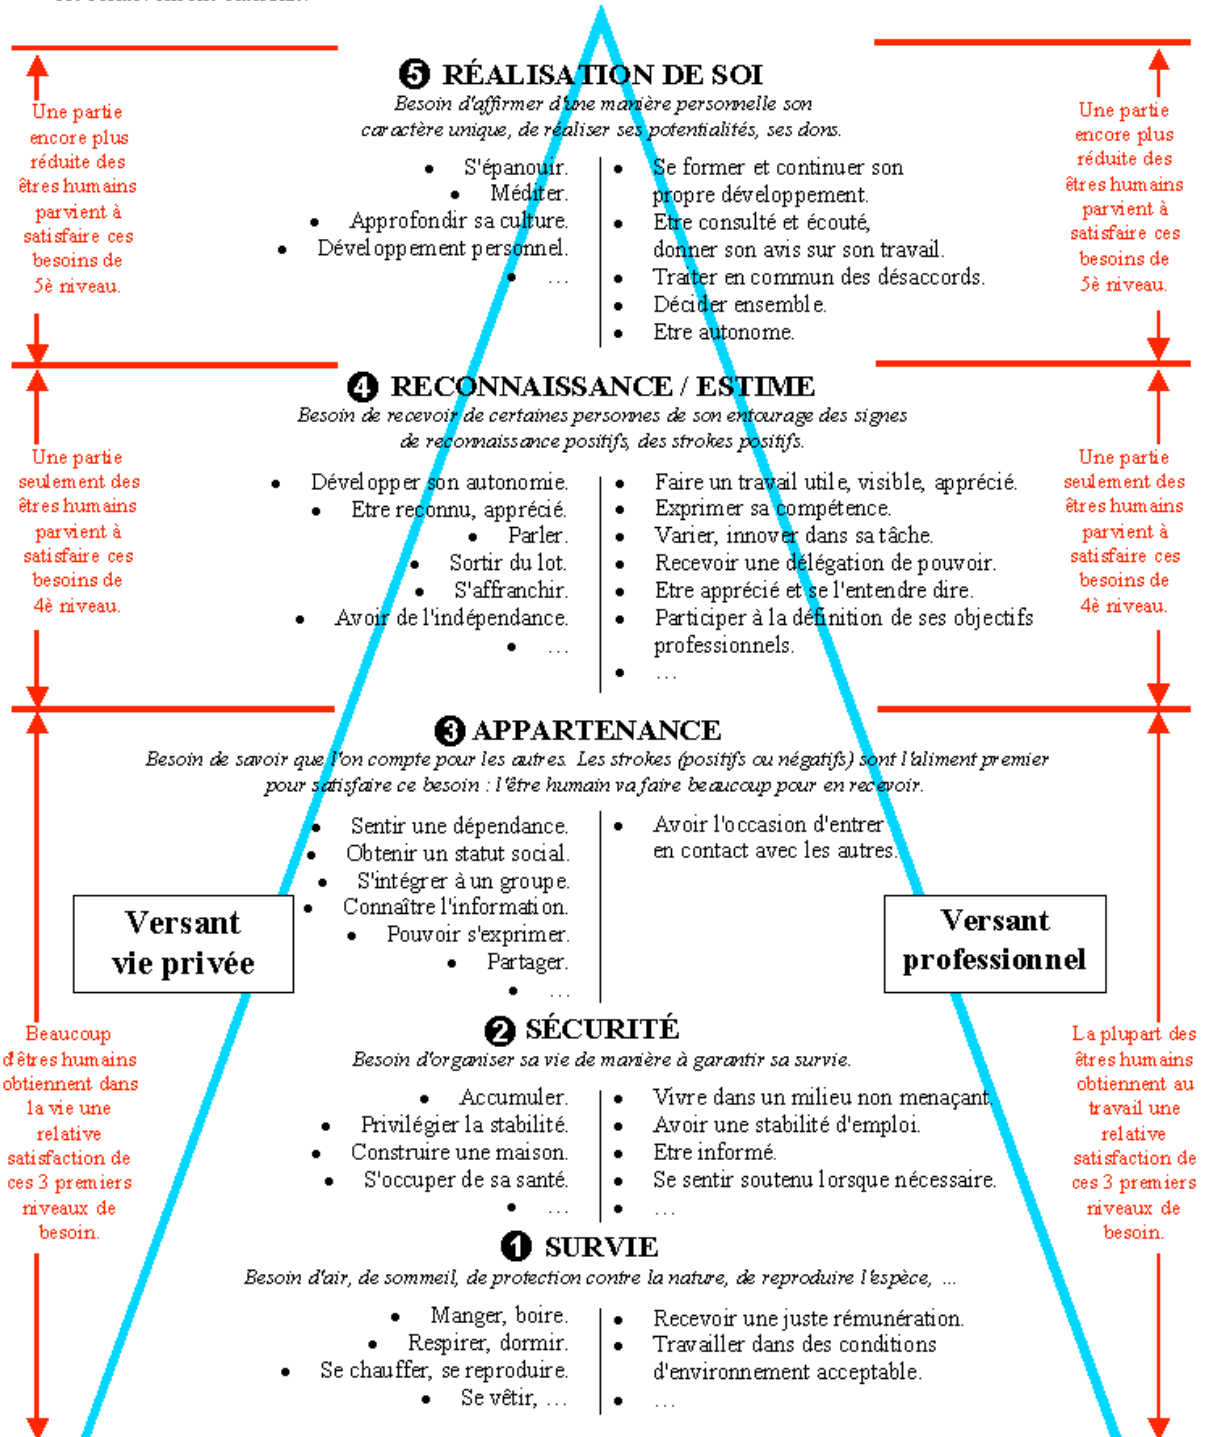 ❺ RÉALISATION DE SOI
Besoin d'affirmer d'une manière personnelle son
caractère unique, de réaliser ses potentialités, ses dons.
• S'épanouir.
• Méditer.
• Approfondir sa culture.
• Développement personnel.
• …
• Se former et continuer son
propre développement.
• Etre consulté et écouté,
donner son avis sur son travail.
• Traiter en commun des désaccords.
• Décider ensemble.
• Etre autonome.
Une partie
encore plus
réduite des
êtres humains
parvient à
satisfaire ces
besoins de
5è niveau.
Une partie
encore plus
réduite des
êtres humains
parvient à
satisfaire ces
besoins de
5è niveau.
❹ RECONNAISSANCE / ESTIME
Besoin de recevoir de certaines personnes de son entourage des signes
de reconnaissance positifs, des strokes positifs.
• Développer son autonomie.
• Etre reconnu, apprécié.
• Parler.
• Sortir du lot.
• S'affranchir.
• Avoir de l'indépendance.
• …
• Faire un travail utile, visible, apprécié.
• Exprimer sa compétence.
• Varier, innover dans sa tâche.
• Recevoir une délégation de pouvoir.
• Etre apprécié et se l'entendre dire.
• Participer à la définition de ses objectifs
professionnels.
• …
Une partie
seulement des
êtres humains
parvient à
satisfaire ces
besoins de
4è niveau.
Une partie
seulement des
êtres humains
parvient à
satisfaire ces
besoins de
4è niveau.
❸ APPARTENANCE
Besoin de savoir que l'on compte pour les autres. Les strokes (positifs ou négatifs) sont l'aliment premier
pour satisfaire ce besoin : l'être humain va faire beaucoup pour en recevoir.
• Sentir une dépendance.
• Obtenir un statut social.
• S'intégrer à un groupe.
• Connaître l'information.
• Pouvoir s'exprimer.
• Partager.
• …
• Avoir l'occasion d'entrer
en contact avec les autres.
Versant
vie privée
Versant
professionnel
❷ SÉCURITÉ
Besoin d'organiser sa vie de manière à garantir sa survie.
• Accumuler.
• Privilégier la stabilité.
• Construire une maison.
• S'occuper de sa santé.
• …
• Vivre dans un milieu non menaçant.
• Avoir une stabilité d'emploi.
• Etre informé.
• Se sentir soutenu lorsque nécessaire.
• …
Beaucoup
d'êtres humains
obtiennent dans
la vie une
relative
satisfaction de
ces 3 premiers
niveaux de
besoin.
La plupart des
êtres humains
obtiennent au
travail une
relative
satisfaction de
ces 3 premiers
niveaux de
besoin.
❶ SURVIE
Besoin d'air, de sommeil, de protection contre la nature, de reproduire l'espèce, …
• Manger, boire.
• Respirer, dormir.
• Se chauffer, se reproduire.
• Se vêtir, …
• Recevoir une juste rémunération.
• Travailler dans des conditions
d'environnement acceptable.
• …